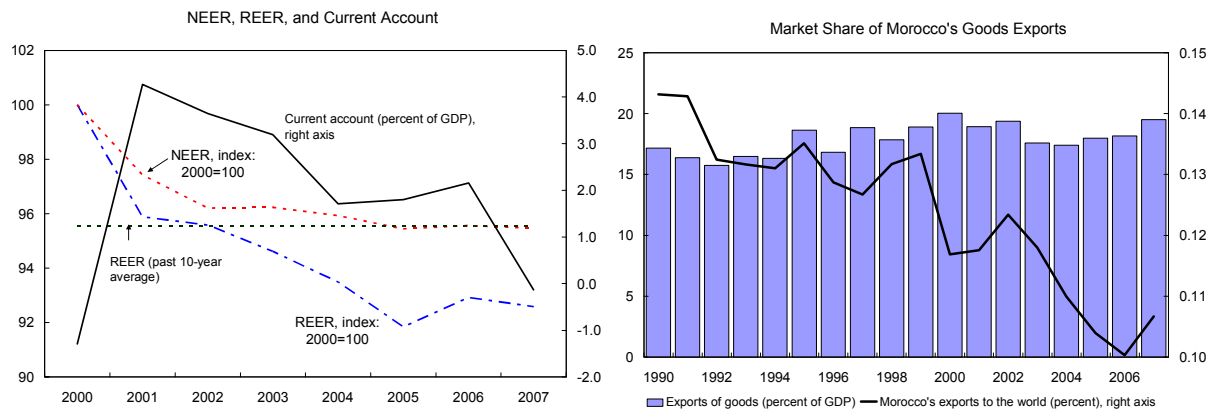 NEER, REER, and Current Account
102
100
98
96
94
92
90
5.0
4.0
3.0
2.0
1.0
0.0
-1.0
-2.0
Current account (percent of GDP),
right axis
NEER, index:
2000=100
REER (past 10-year
average)
REER, index:
2000=100
2000 2001 2002 2003 2004 2005 2006 2007
Market Share of Morocco's Goods Exports
25
20
15
10
5
0
0.15
0.14
0.13
0.12
0.11
0.10
1990 1992 1994 1996 1998 2000 2002 2004 2006
Exports of goods (percent of GDP) Morocco's exports to the world (percent), right axis